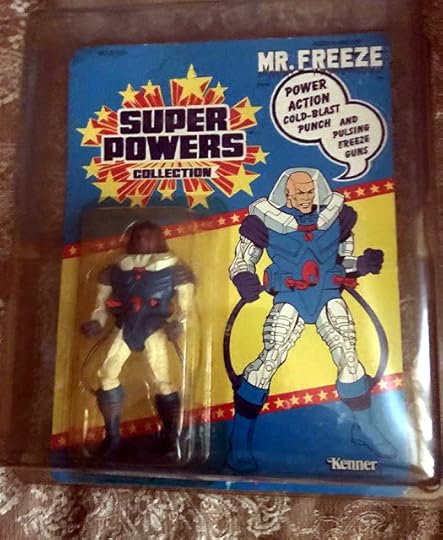 MR. FREEZE
POWER
ACTION
COLD-BLAST
PUNCH AND
PULSING
FREEZE
GUNS
SUPER
POWERS
COLLECTION
Kenner